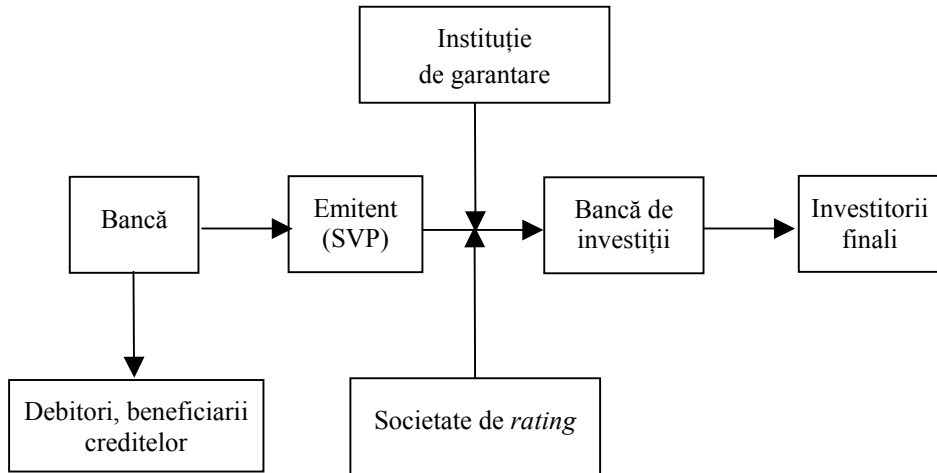 Instituție
de garantare
Bancă
Emitent
(SVP)
Bancă de
investiții
Investitorii
finali
Debitori, beneficiarii
creditelor
Societate de rating